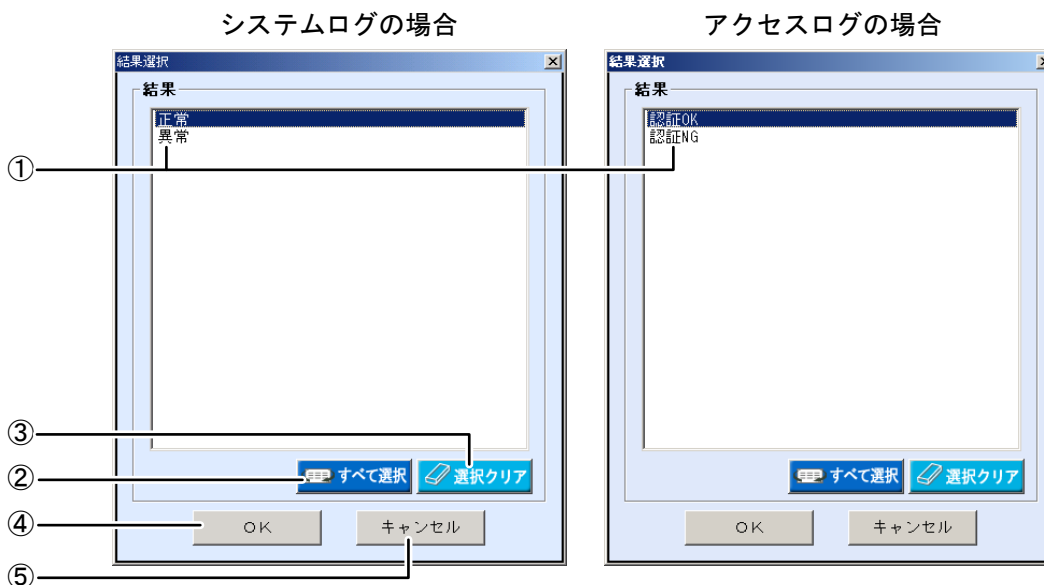 システムログの場合
アクセスログの場合
結果選択
結果
正常
異常
すべて選択
選択クリア
OK
キャンセル
結果選択
結果
認証OK
認証NG
すべて選択
選択クリア
OK
キャンセル
①
③
②
④
⑤